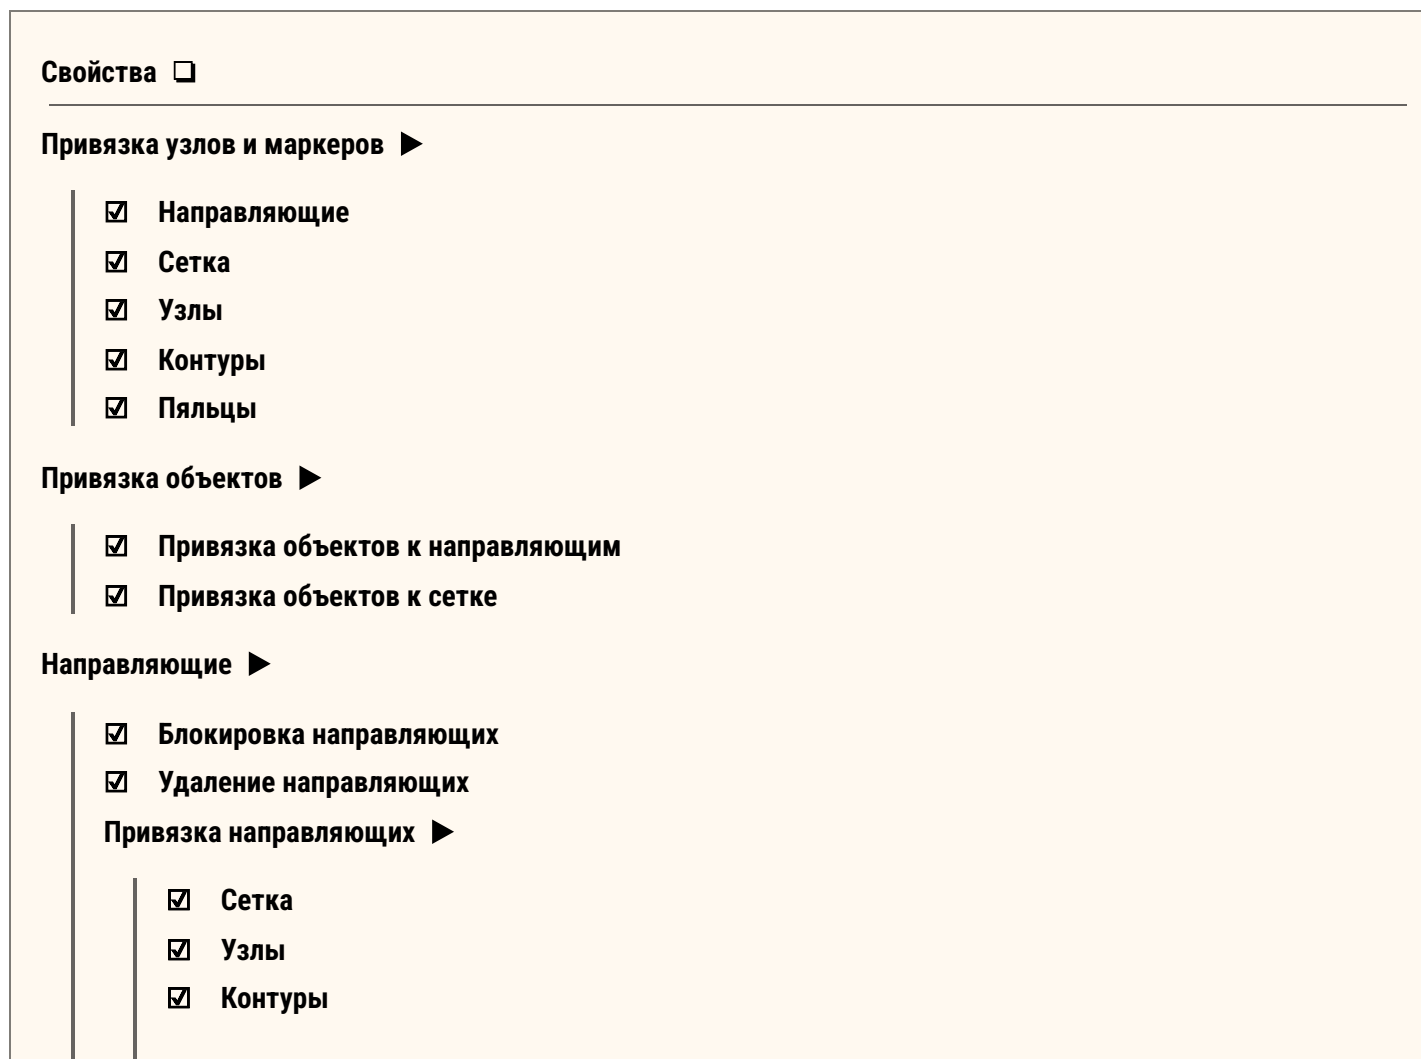 Свойства ❏
Привязка узлов и маркеров ▶
☑ Направляющие
☑ Сетка
☑ Узлы
☑ Контуры
☑ Пяльцы
Привязка объектов ▶
☑ Привязка объектов к направляющим
☑ Привязка объектов к сетке
Направляющие ▶
☑ Блокировка направляющих
☑ Удаление направляющих
Привязка направляющих ▶
☑ Сетка
☑ Узлы
☑ Контуры